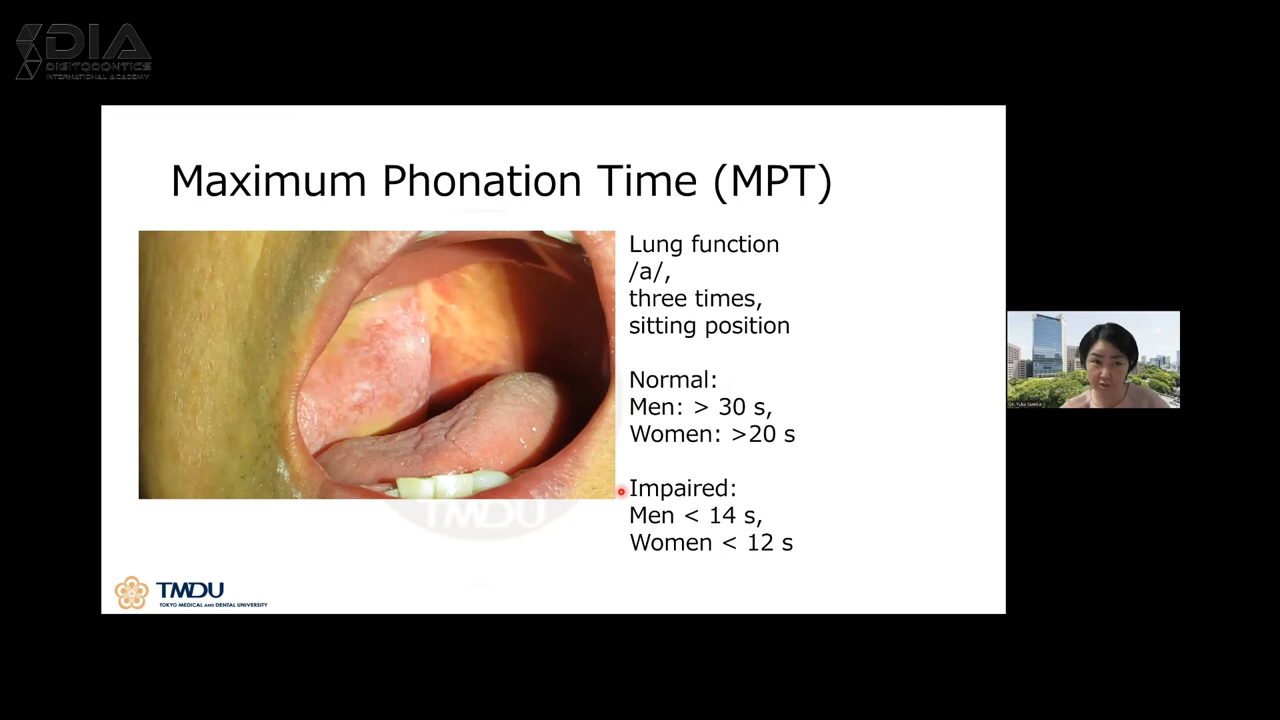 DIA
DIGITODONTICS
INTERNATIONAL ACADEMY
Maximum Phonation Time (MPT)
Lung function
/a/,
three times,
sitting position
Normal:
Men: > 30 s,
Women: >20 s
Impaired:
Men < 14 s,
Women < 12 s
TMDU
TMDU
TOKYO MEDICAL AND DENTAL UNIVERSITY